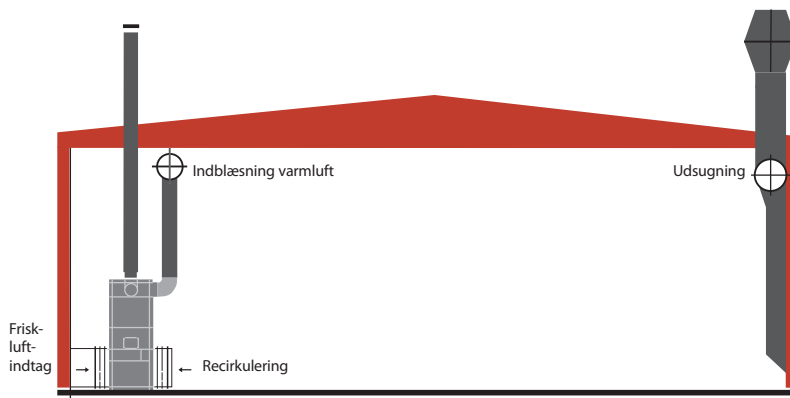 Indblæsning varmluft
Udsugning
Frisk-
luft-
indtag
Recirkulering